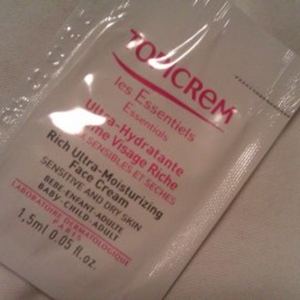 TOPICREM
les Essentiels
Essentials
Ultra-Hydratante
Crème Visage Riche
SENSIBLES ET SÈCHES
Rich Ultra-Moisturizing
Face Cream
SENSITIVE AND DRY SKIN
BÉBÉ·ENFANT·ADULTE
BABY·CHILD·ADULT
LABORATOIRE DERMATOLOGIQUE
PARIS
1,5ml 0.05 fl.oz.